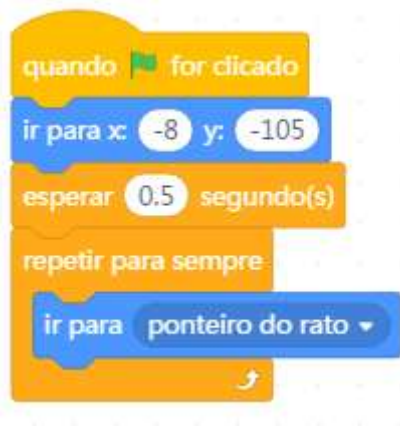 quando for clicado
ir para x: -8 y: -105
esperar 0.5 segundo(s)
repetir para sempre
ir para ponteiro do rato